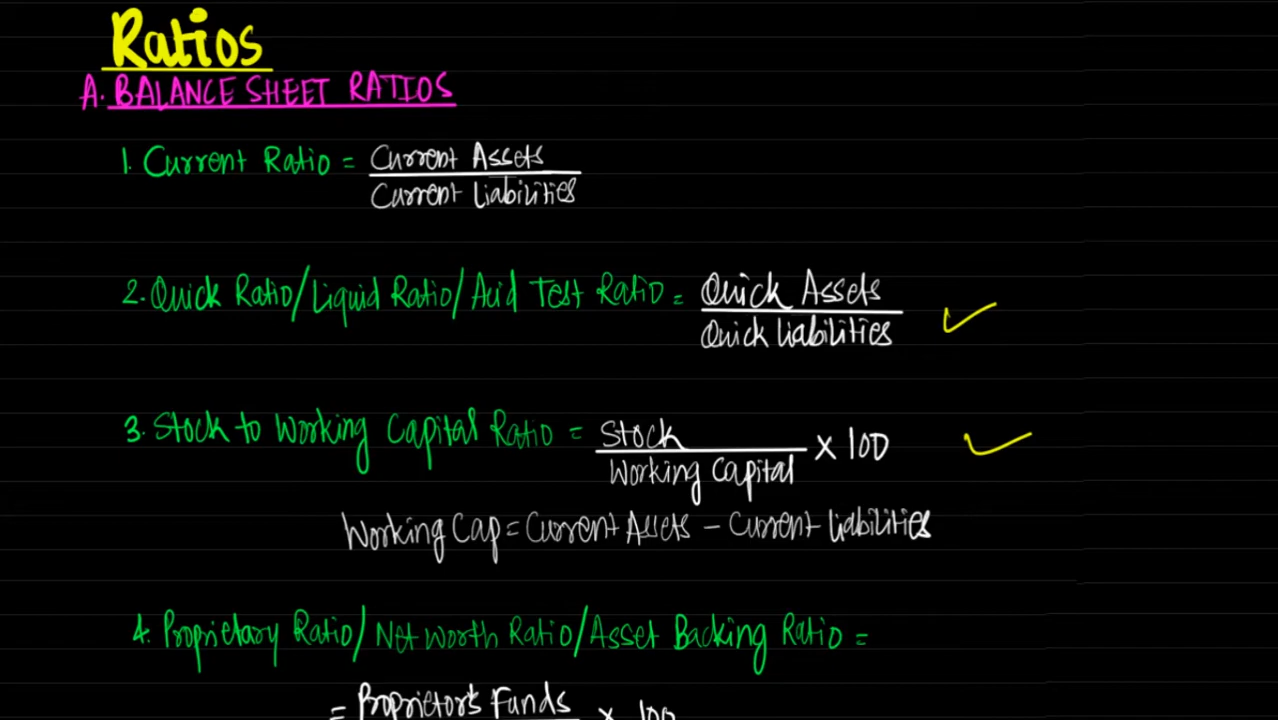 Ratios
A. BALANCE SHEET RATIOS
1. Current Ratio = Current Assets
Current Liabilities
2. Quick Ratio/Liquid Ratio/Acid Test Ratio = Quick Assets
Quick Liabilities
3. Stock to Working Capital Ratio = Stock × 100
Working Capital
Working Cap = Current Assets – Current Liabilities
4. Proprietary Ratio/Net Worth Ratio/Asset Backing Ratio =
= Proprietor's Funds × 100